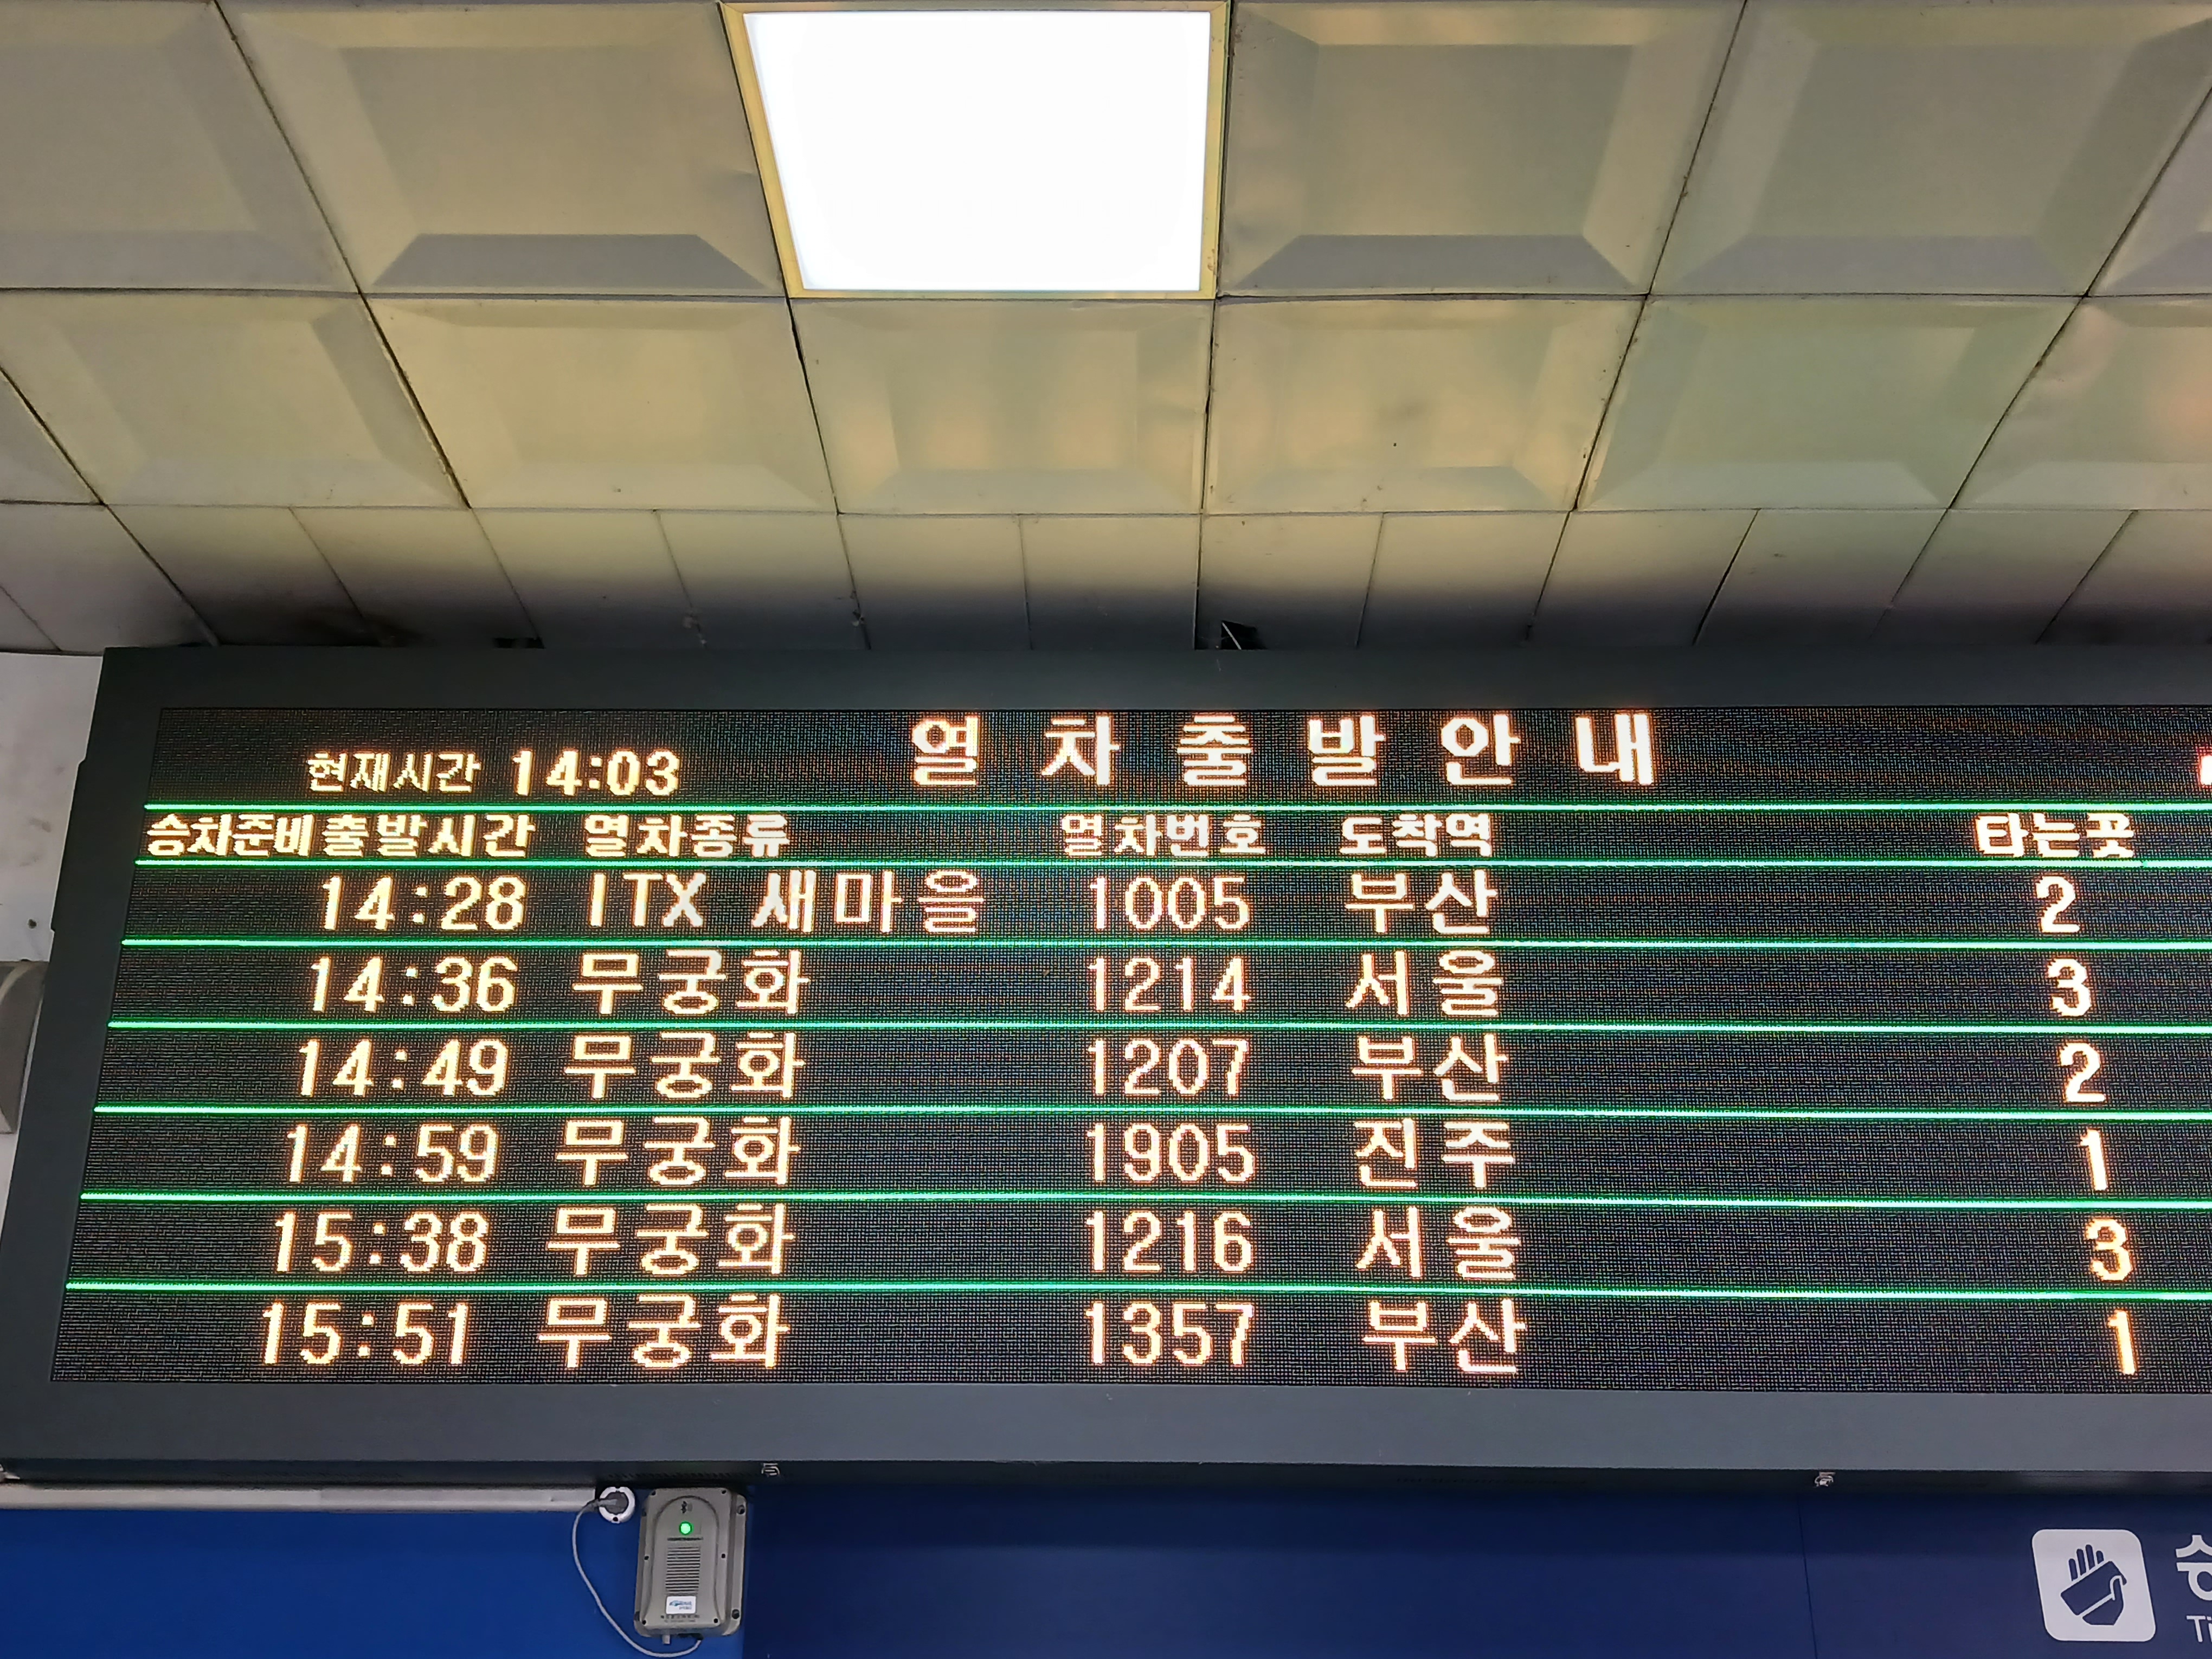 열차출발안내
현재시간 14:03
승차준비 출발시간 열차종류 열차번호 도착역 타는곳
14:28 ITX 새마을 1005 부산 2
14:36 무궁화 1214 서울 3
14:49 무궁화 1207 부산 2
14:59 무궁화 1905 진주 1
15:38 무궁화 1216 서울 3
15:51 무궁화 1357 부산 1